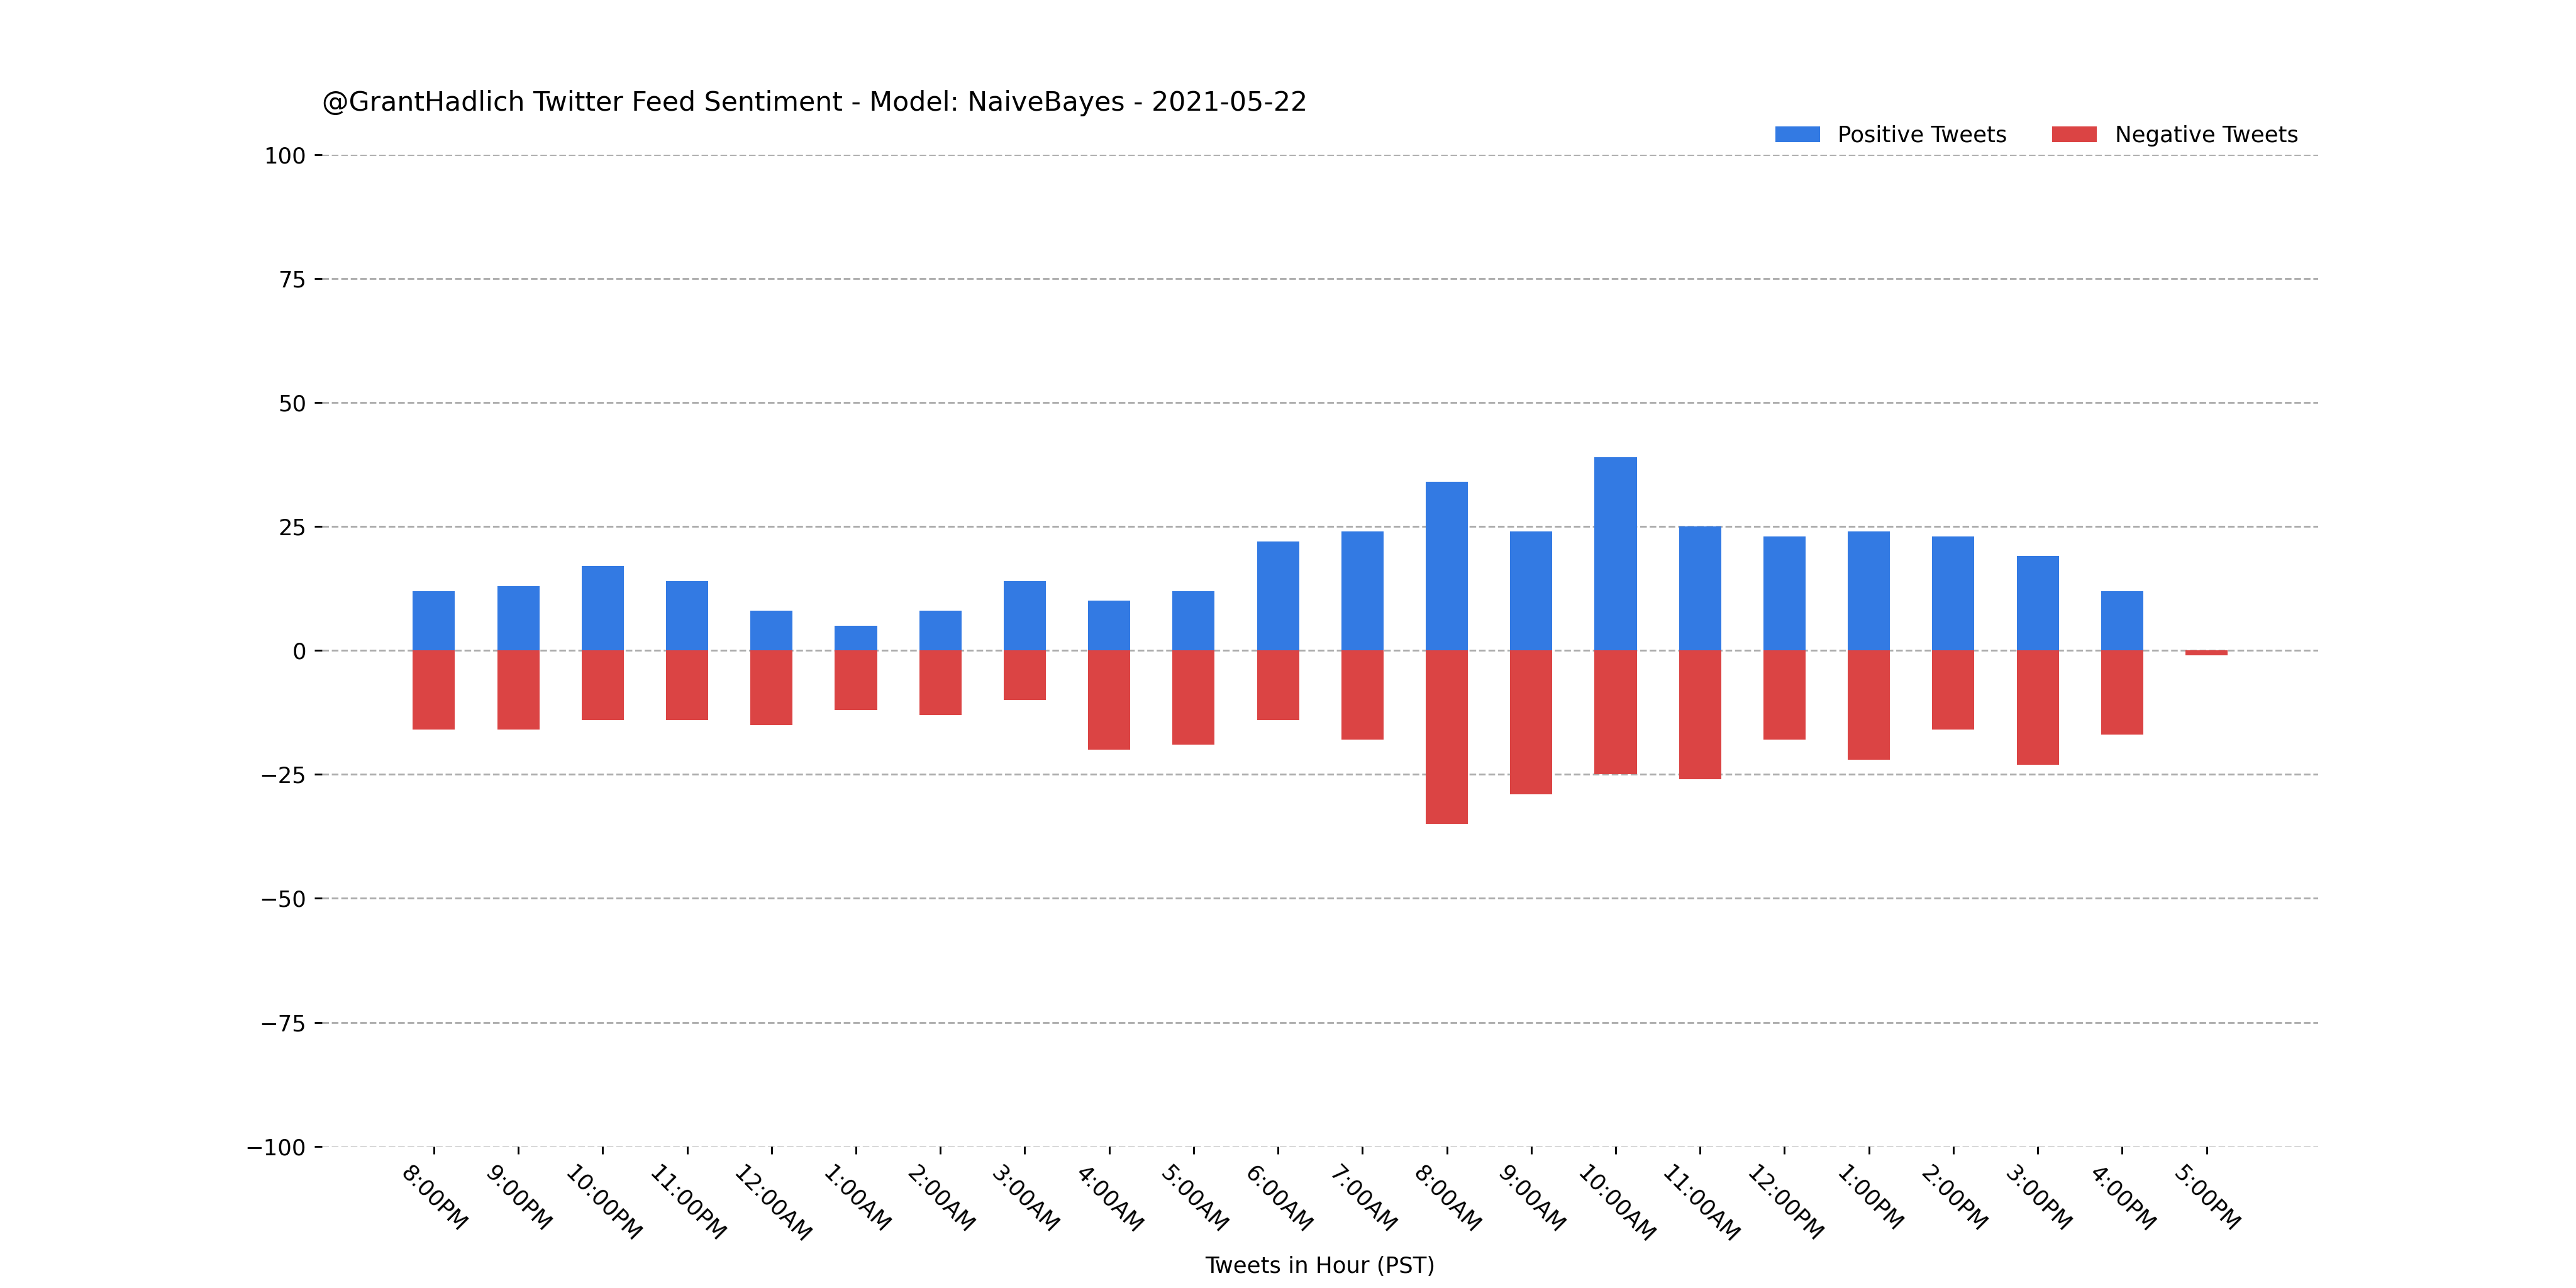 @GrantHadlich Twitter Feed Sentiment - Model: NaiveBayes - 2021-05-22
Positive Tweets
Negative Tweets
100
75
50
25
0
−25
−50
−75
−100
8:00PM
9:00PM
10:00PM
11:00PM
12:00AM
1:00AM
2:00AM
3:00AM
4:00AM
5:00AM
6:00AM
7:00AM
8:00AM
9:00AM
10:00AM
11:00AM
12:00PM
1:00PM
2:00PM
3:00PM
4:00PM
5:00PM
Tweets in Hour (PST)